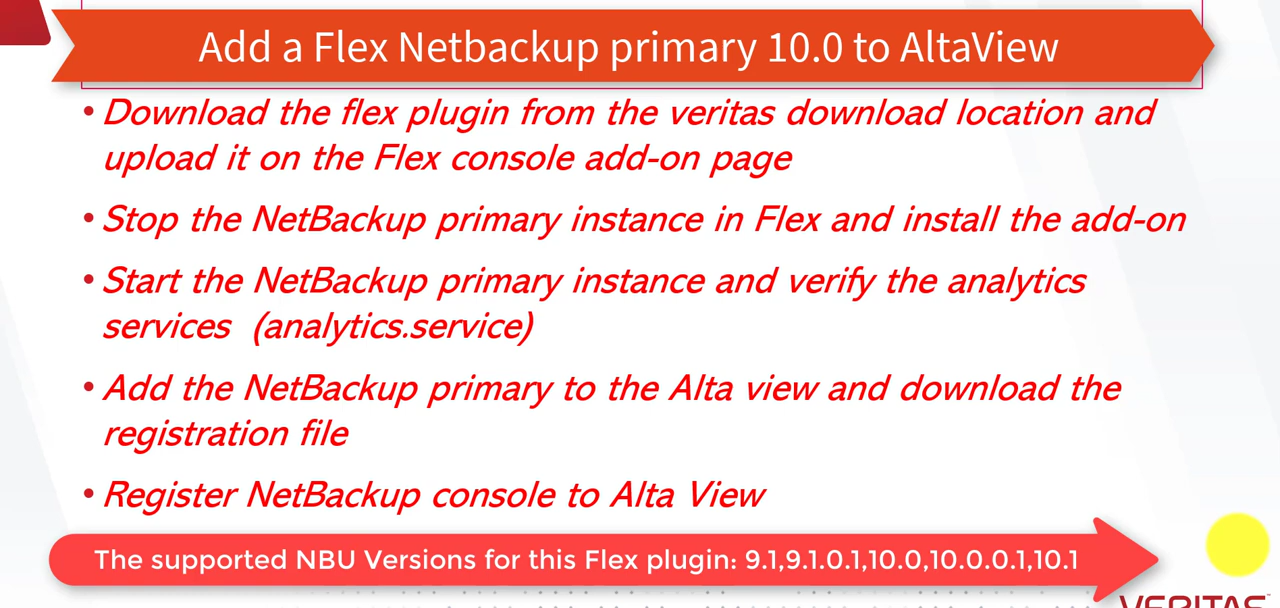 Add a Flex Netbackup primary 10.0 to AltaView
• Download the flex plugin from the veritas download location and
upload it on the Flex console add-on page
• Stop the NetBackup primary instance in Flex and install the add-on
• Start the NetBackup primary instance and verify the analytics
services (analytics.service)
• Add the NetBackup primary to the Alta view and download the
registration file
• Register NetBackup console to Alta View
The supported NBU Versions for this Flex plugin: 9.1,9.1.0.1,10.0,10.0.0.1,10.1
VERITAS